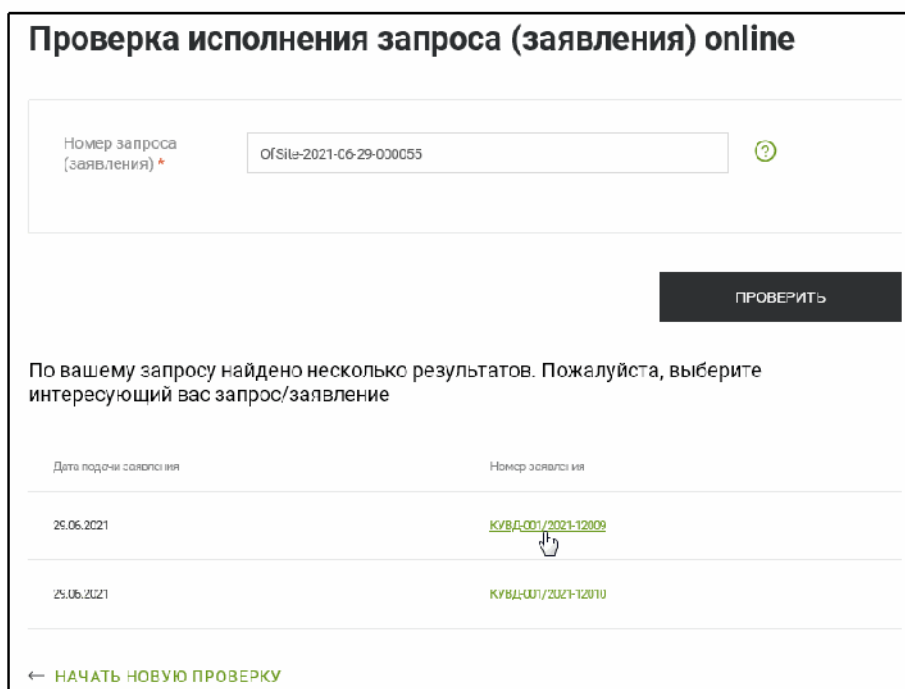 Проверка исполнения запроса (заявления) online
Номер запроса
(заявления) *
OfSite-2021-06-29-000055
?
ПРОВЕРИТЬ
По вашему запросу найдено несколько результатов. Пожалуйста, выберите
интересующий вас запрос/заявление
Дата подачи заявления Номер заявления
29.06.2021 КУВД-001/2021-12009
29.06.2021 КУВД-001/2021-12010
← НАЧАТЬ НОВУЮ ПРОВЕРКУ